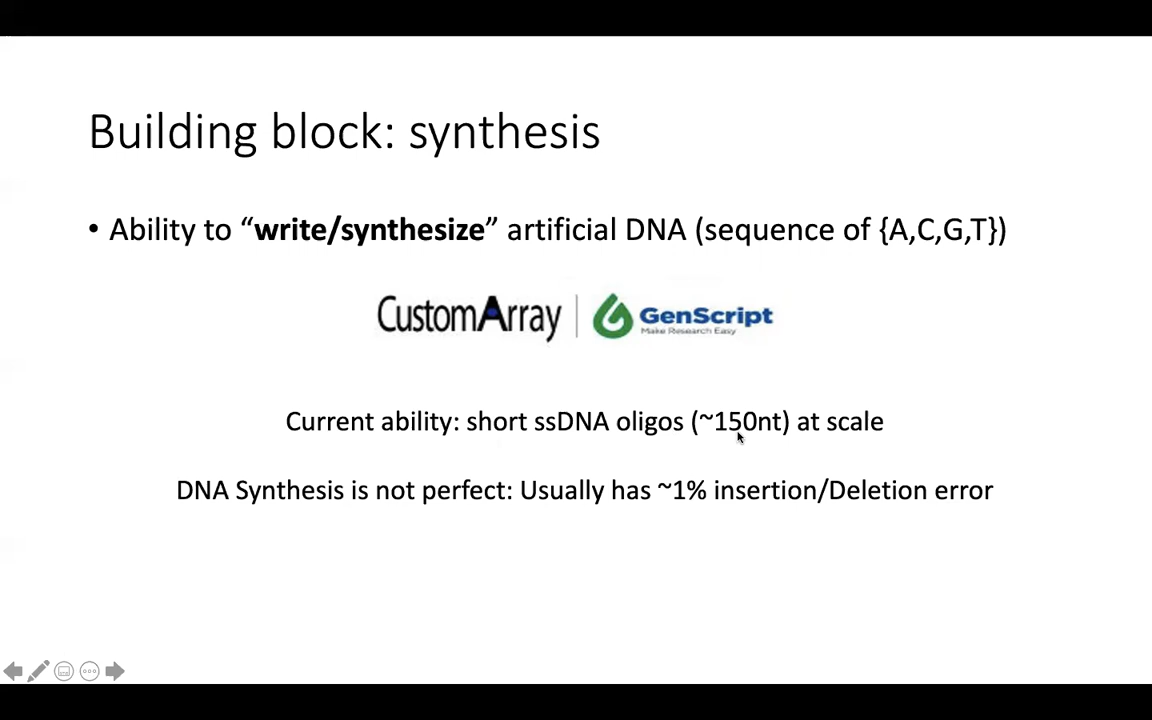 Building block: synthesis
• Ability to “write/synthesize” artificial DNA (sequence of {A,C,G,T})
CustomArray | GenScript
Make Research Easy
Current ability: short ssDNA oligos (~150nt) at scale
DNA Synthesis is not perfect: Usually has ~1% insertion/Deletion error